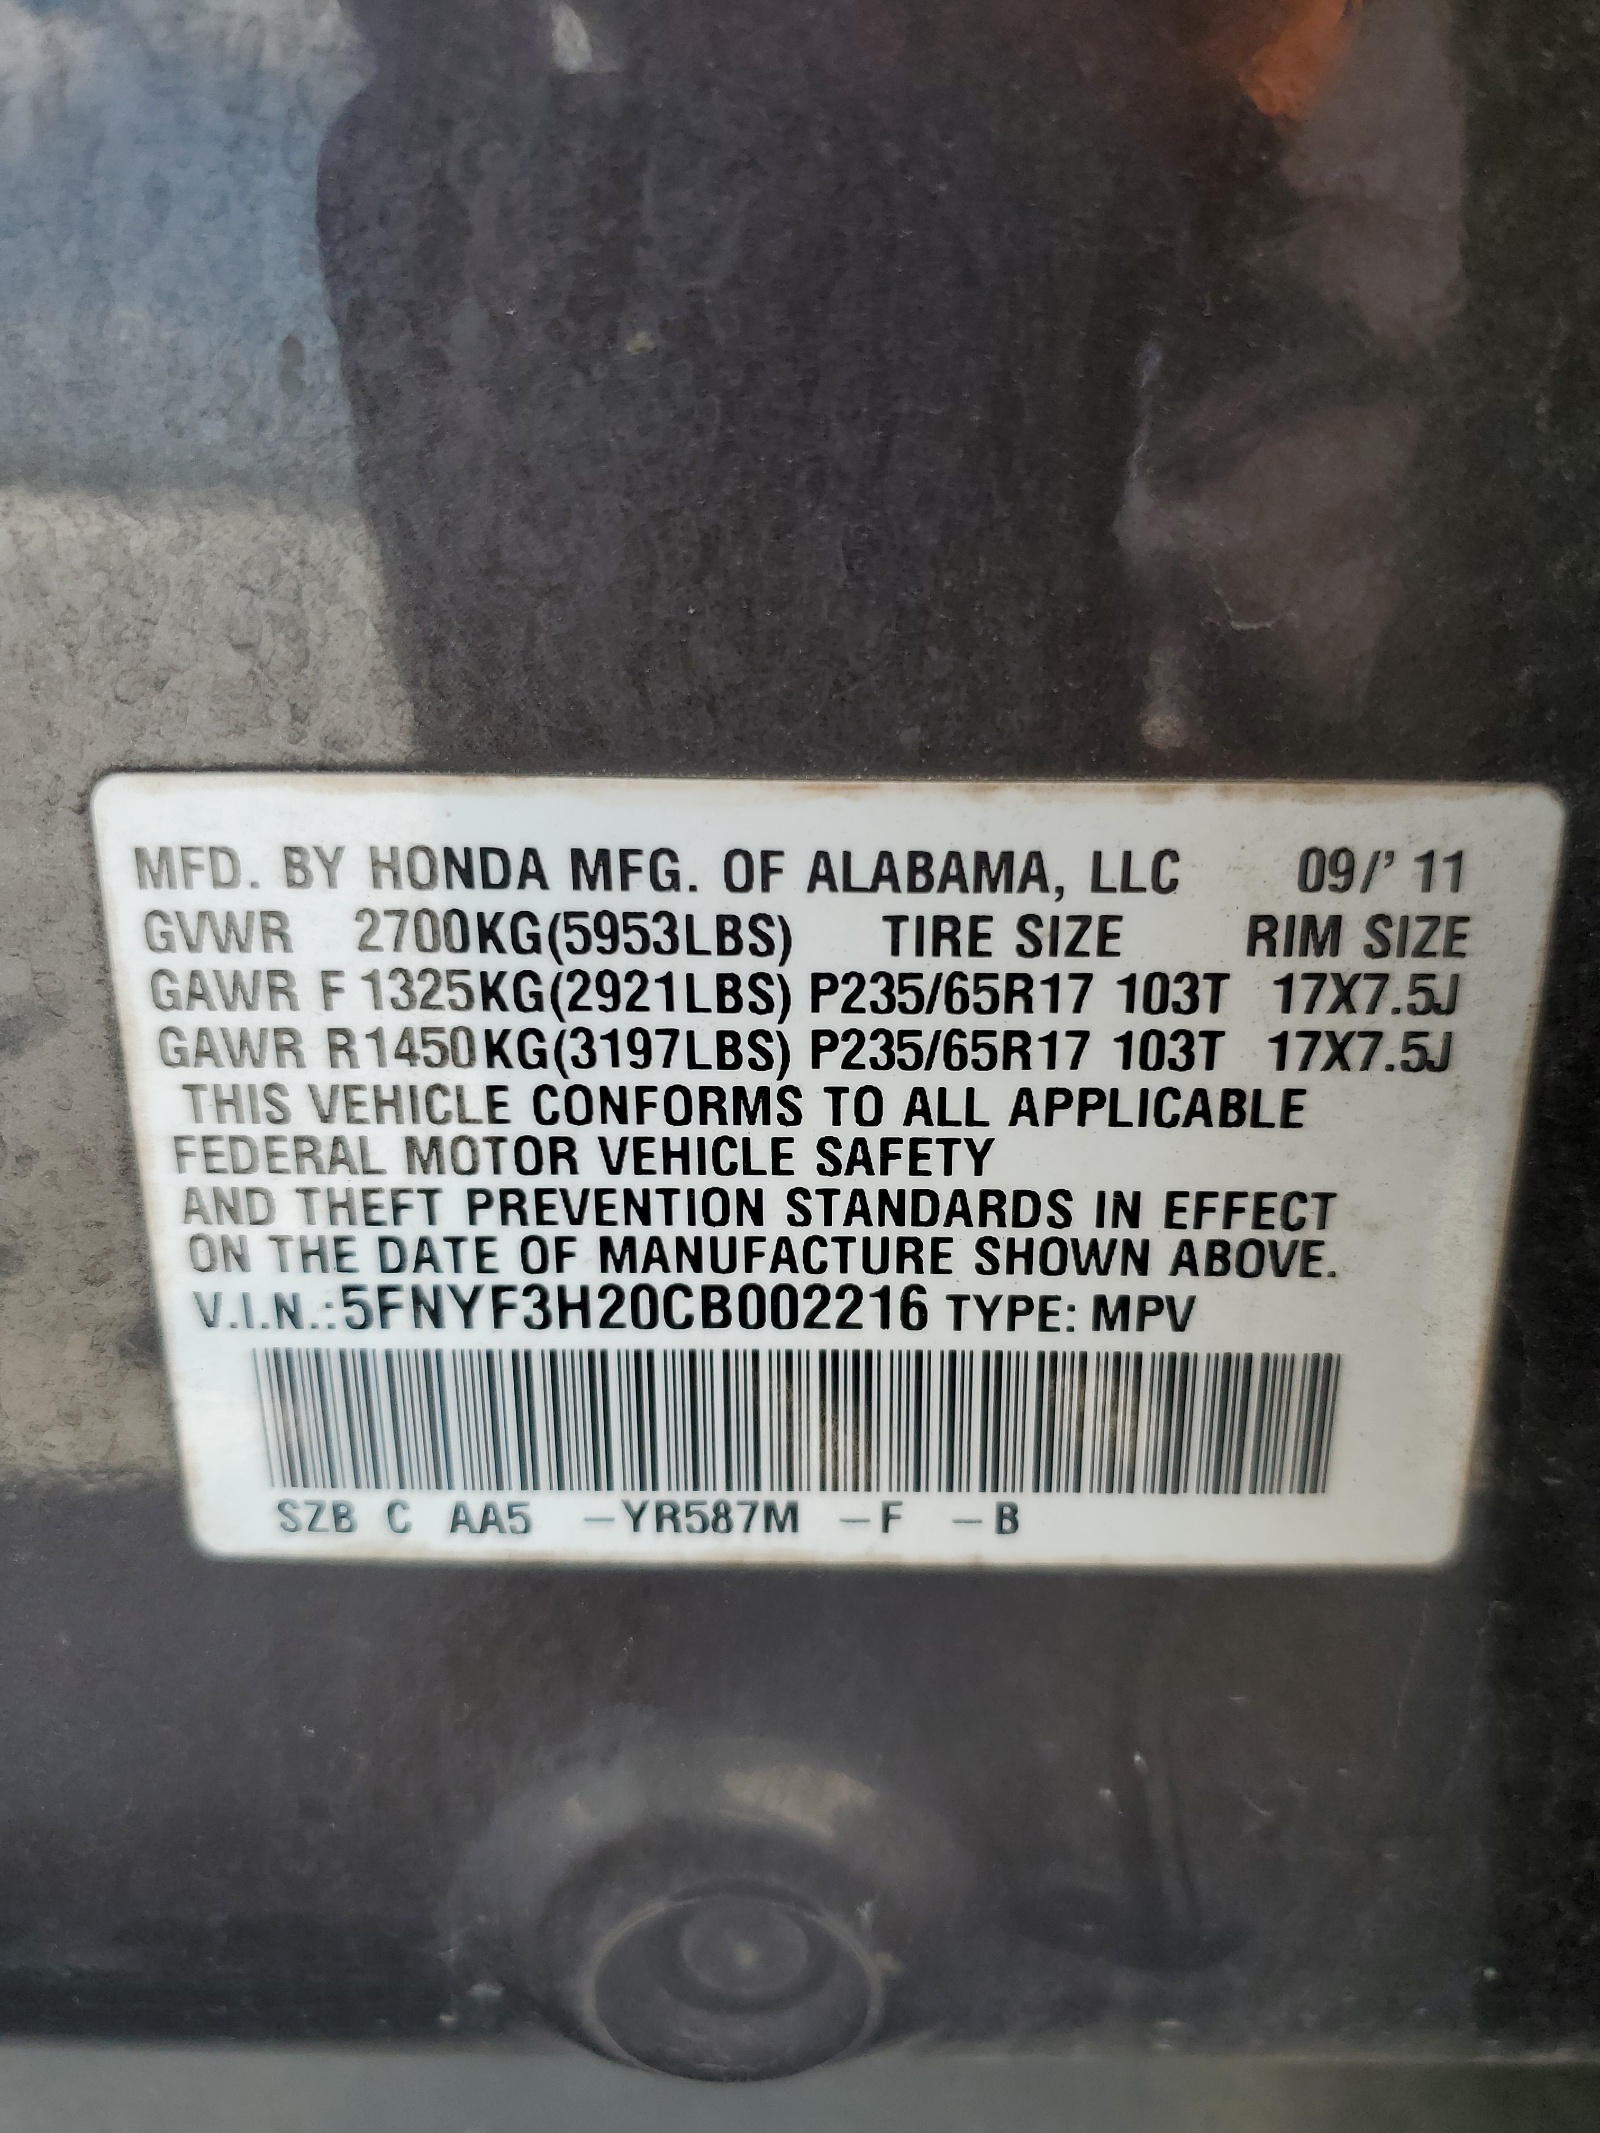 MFD. BY HONDA MFG. OF ALABAMA, LLC 09/' 11
GVWR 2700KG(5953LBS) TIRE SIZE RIM SIZE
GAWR F 1325KG(2921LBS) P235/65R17 103T 17X7.5J
GAWR R1450KG(3197LBS) P235/65R17 103T 17X7.5J
THIS VEHICLE CONFORMS TO ALL APPLICABLE
FEDERAL MOTOR VEHICLE SAFETY
AND THEFT PREVENTION STANDARDS IN EFFECT
ON THE DATE OF MANUFACTURE SHOWN ABOVE.
V.I.N.:5FNYF3H20CB002216 TYPE: MPV
SZB C AA5 –YR587M –F –B